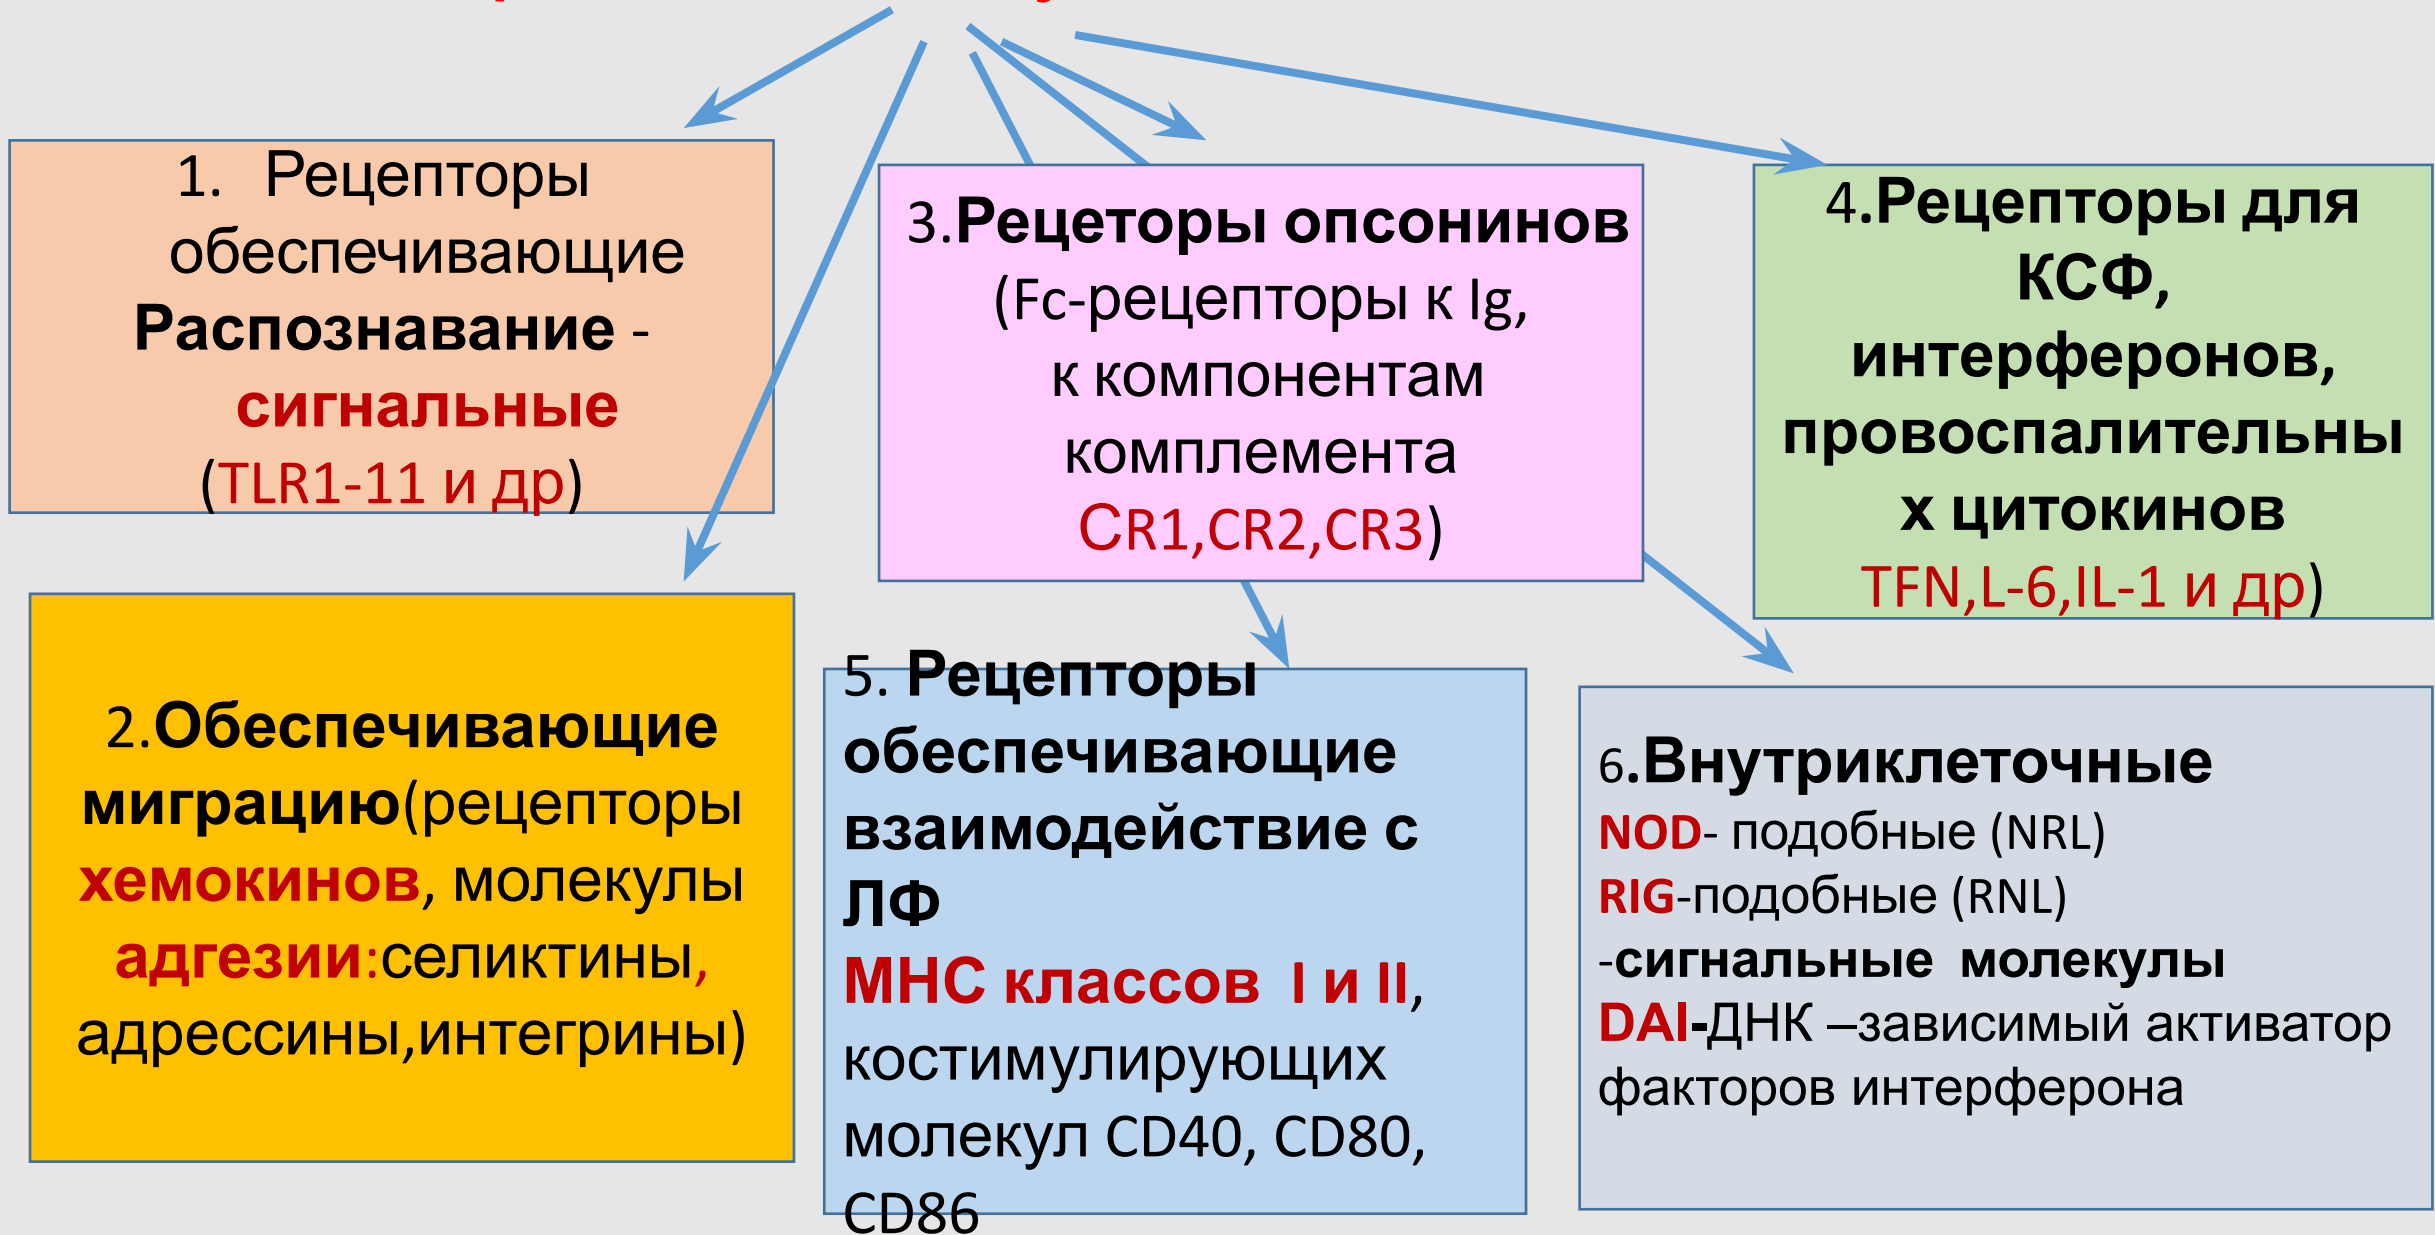 1. Рецепторы
обеспечивающие
Распознавание -
сигнальные
(TLR1-11 и др)
2.Обеспечивающие
миграцию(рецепторы
хемокинов, молекулы
адгезии:селиктины,
адрессины,интегрины)
3.Рецеторы опсонинов
(Fc-рецепторы к Ig,
к компонентам
комплемента
CR1,CR2,CR3)
4.Рецепторы для
КСФ,
интерферонов,
провоспалительны
х цитокинов
TFN,L-6,IL-1 и др)
5. Рецепторы
обеспечивающие
взаимодействие с
ЛФ
МНС классов I и II,
костимулирующих
молекул CD40, CD80,
CD86
6.Внутриклеточные
NOD- подобные (NRL)
RIG-подобные (RNL)
-сигнальные молекулы
DAI-ДНК –зависимый активатор
факторов интерферона